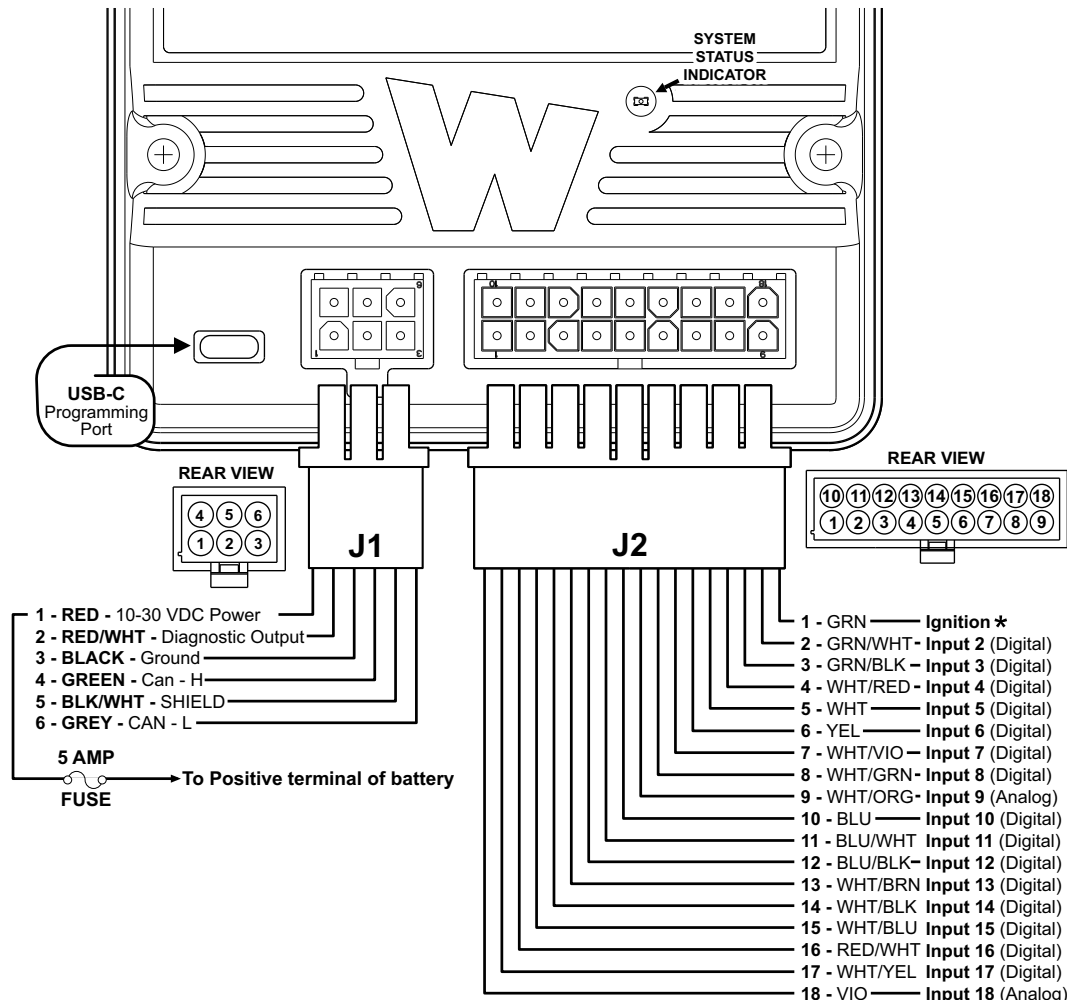 SYSTEM
STATUS
INDICATOR
W
10
18
6
1
3
1
9
USB-C
Programming
Port
REAR VIEW
4 5 6
1 2 3
J1
J2
REAR VIEW
10 11 12 13 14 15 16 17 18
1 2 3 4 5 6 7 8 9
1 - RED - 10-30 VDC Power
2 - RED/WHT - Diagnostic Output
3 - BLACK - Ground
4 - GREEN - Can - H
5 - BLK/WHT - SHIELD
6 - GREY - CAN - L
5 AMP
FUSE
To Positive terminal of battery
1 - GRN Ignition *
2 - GRN/WHT - Input 2 (Digital)
3 - GRN/BLK - Input 3 (Digital)
4 - WHT/RED - Input 4 (Digital)
5 - WHT Input 5 (Digital)
6 - YEL Input 6 (Digital)
7 - WHT/VIO - Input 7 (Digital)
8 - WHT/GRN - Input 8 (Digital)
9 - WHT/ORG - Input 9 (Analog)
10 - BLU Input 10 (Digital)
11 - BLU/WHT Input 11 (Digital)
12 - BLU/BLK - Input 12 (Digital)
13 - WHT/BRN Input 13 (Digital)
14 - WHT/BLK Input 14 (Digital)
15 - WHT/BLU Input 15 (Digital)
16 - RED/WHT Input 16 (Digital)
17 - WHT/YEL Input 17 (Digital)
18 - VIO Input 18 (Analog)